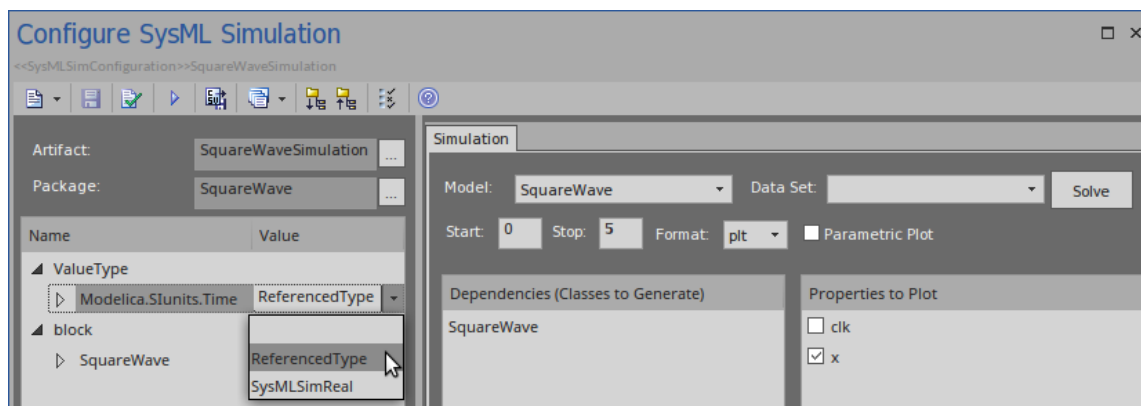 Configure SysML Simulation
<<SysMLSimConfiguration>>SquareWaveSimulation
Artifact: SquareWaveSimulation ...
Package: SquareWave ...
Name Value
ValueType
Modelica.SIunits.Time ReferencedType
block
SquareWave
ReferencedType
SysMLSimReal
Simulation
Model: SquareWave Data Set: Solve
Start: 0 Stop: 5 Format: plt Parametric Plot
Dependencies (Classes to Generate)
SquareWave
Properties to Plot
clk
x